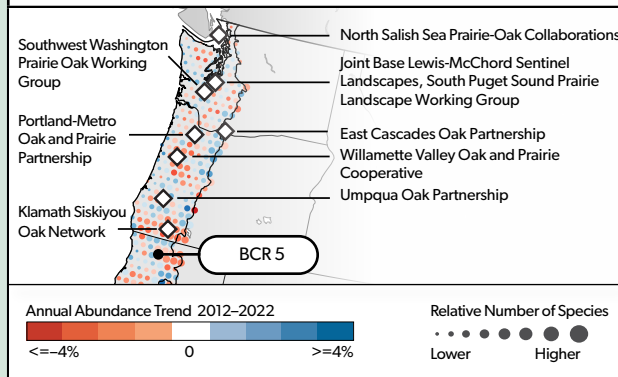 North Salish Sea Prairie-Oak Collaborations
Southwest Washington
Prairie Oak Working
Group
Joint Base Lewis-McChord Sentinel
Landscapes, South Puget Sound Prairie
Landscape Working Group
Portland-Metro
Oak and Prairie
Partnership
East Cascades Oak Partnership
Willamette Valley Oak and Prairie
Cooperative
Umpqua Oak Partnership
Klamath Siskiyou
Oak Network
BCR 5
Annual Abundance Trend 2012–2022
<=–4%
0
>=4%
Relative Number of Species
Lower
Higher